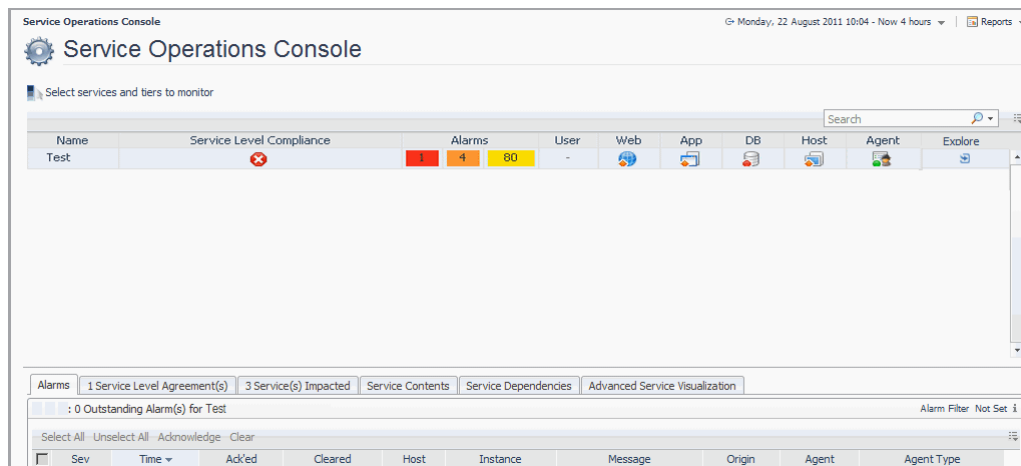 Service Operations Console
Monday, 22 August 2011 10:04 - Now 4 hours | Reports
Service Operations Console
Select services and tiers to monitor
Search
Name Service Level Compliance Alarms User Web App DB Host Agent Explore
Test 1 4 80 -
Alarms 1 Service Level Agreement(s) 3 Service(s) Impacted Service Contents Service Dependencies Advanced Service Visualization
: 0 Outstanding Alarm(s) for Test Alarm Filter Not Set i
Select All Unselect All Acknowledge Clear
Sev Time Ack'ed Cleared Host Instance Message Origin Agent Agent Type